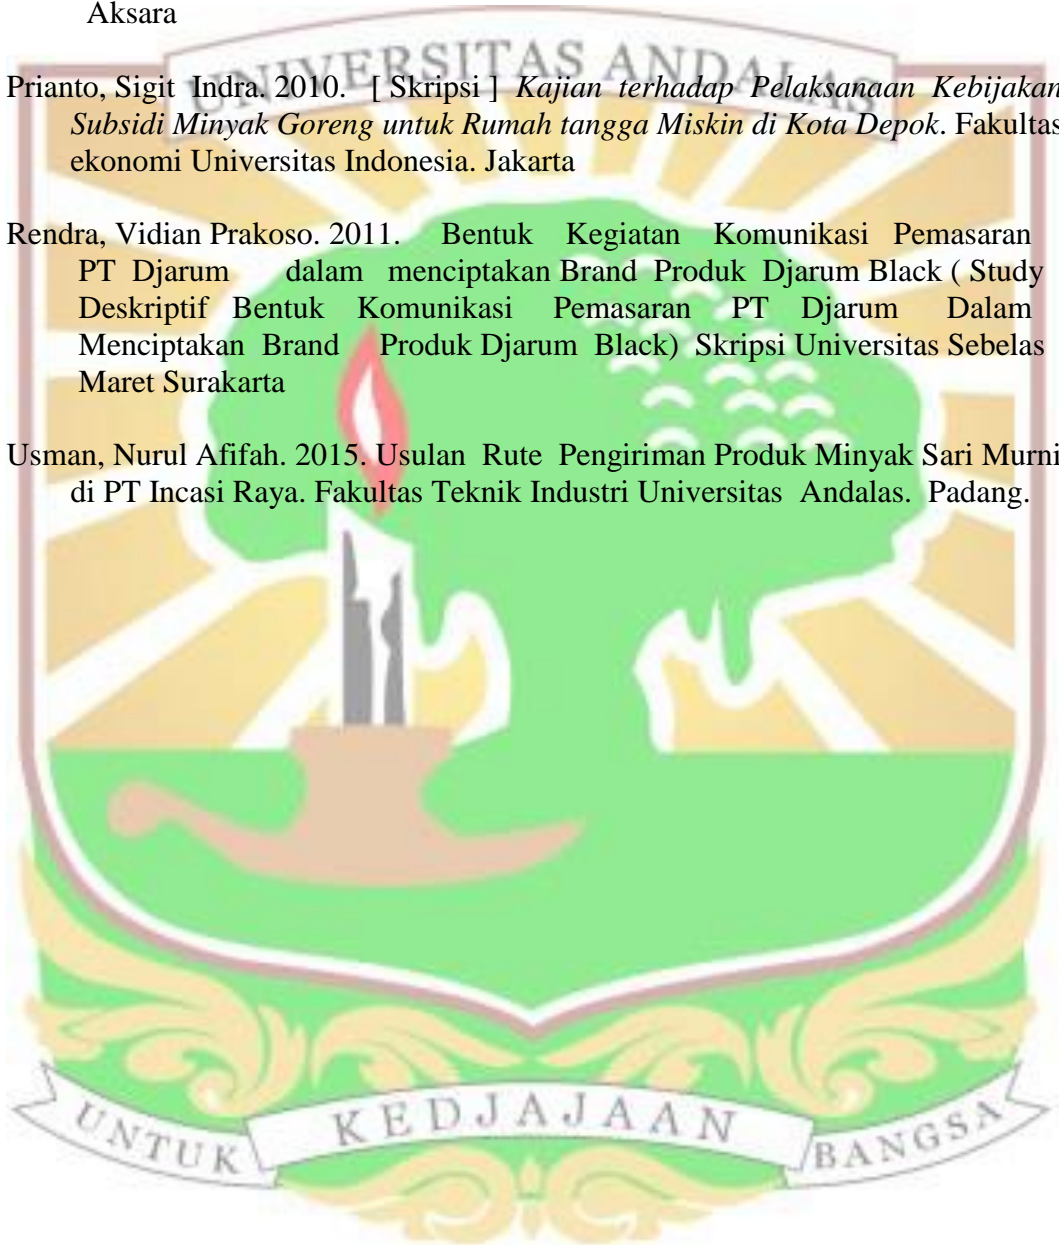 Aksara
UNIVERSITAS ANDALAS
Prianto, Sigit Indra. 2010. [ Skripsi ] Kajian terhadap Pelaksanaan Kebijakan
Subsidi Minyak Goreng untuk Rumah tangga Miskin di Kota Depok. Fakultas
ekonomi Universitas Indonesia. Jakarta
Rendra, Vidian Prakoso. 2011. Bentuk Kegiatan Komunikasi Pemasaran
PT Djarum dalam menciptakan Brand Produk Djarum Black ( Study
Deskriptif Bentuk Komunikasi Pemasaran PT Djarum Dalam
Menciptakan Brand Produk Djarum Black) Skripsi Universitas Sebelas
Maret Surakarta
Usman, Nurul Afifah. 2015. Usulan Rute Pengiriman Produk Minyak Sari Murni
di PT Incasi Raya. Fakultas Teknik Industri Universitas Andalas. Padang.
UNTUK KEDJAJAAN BANGSA